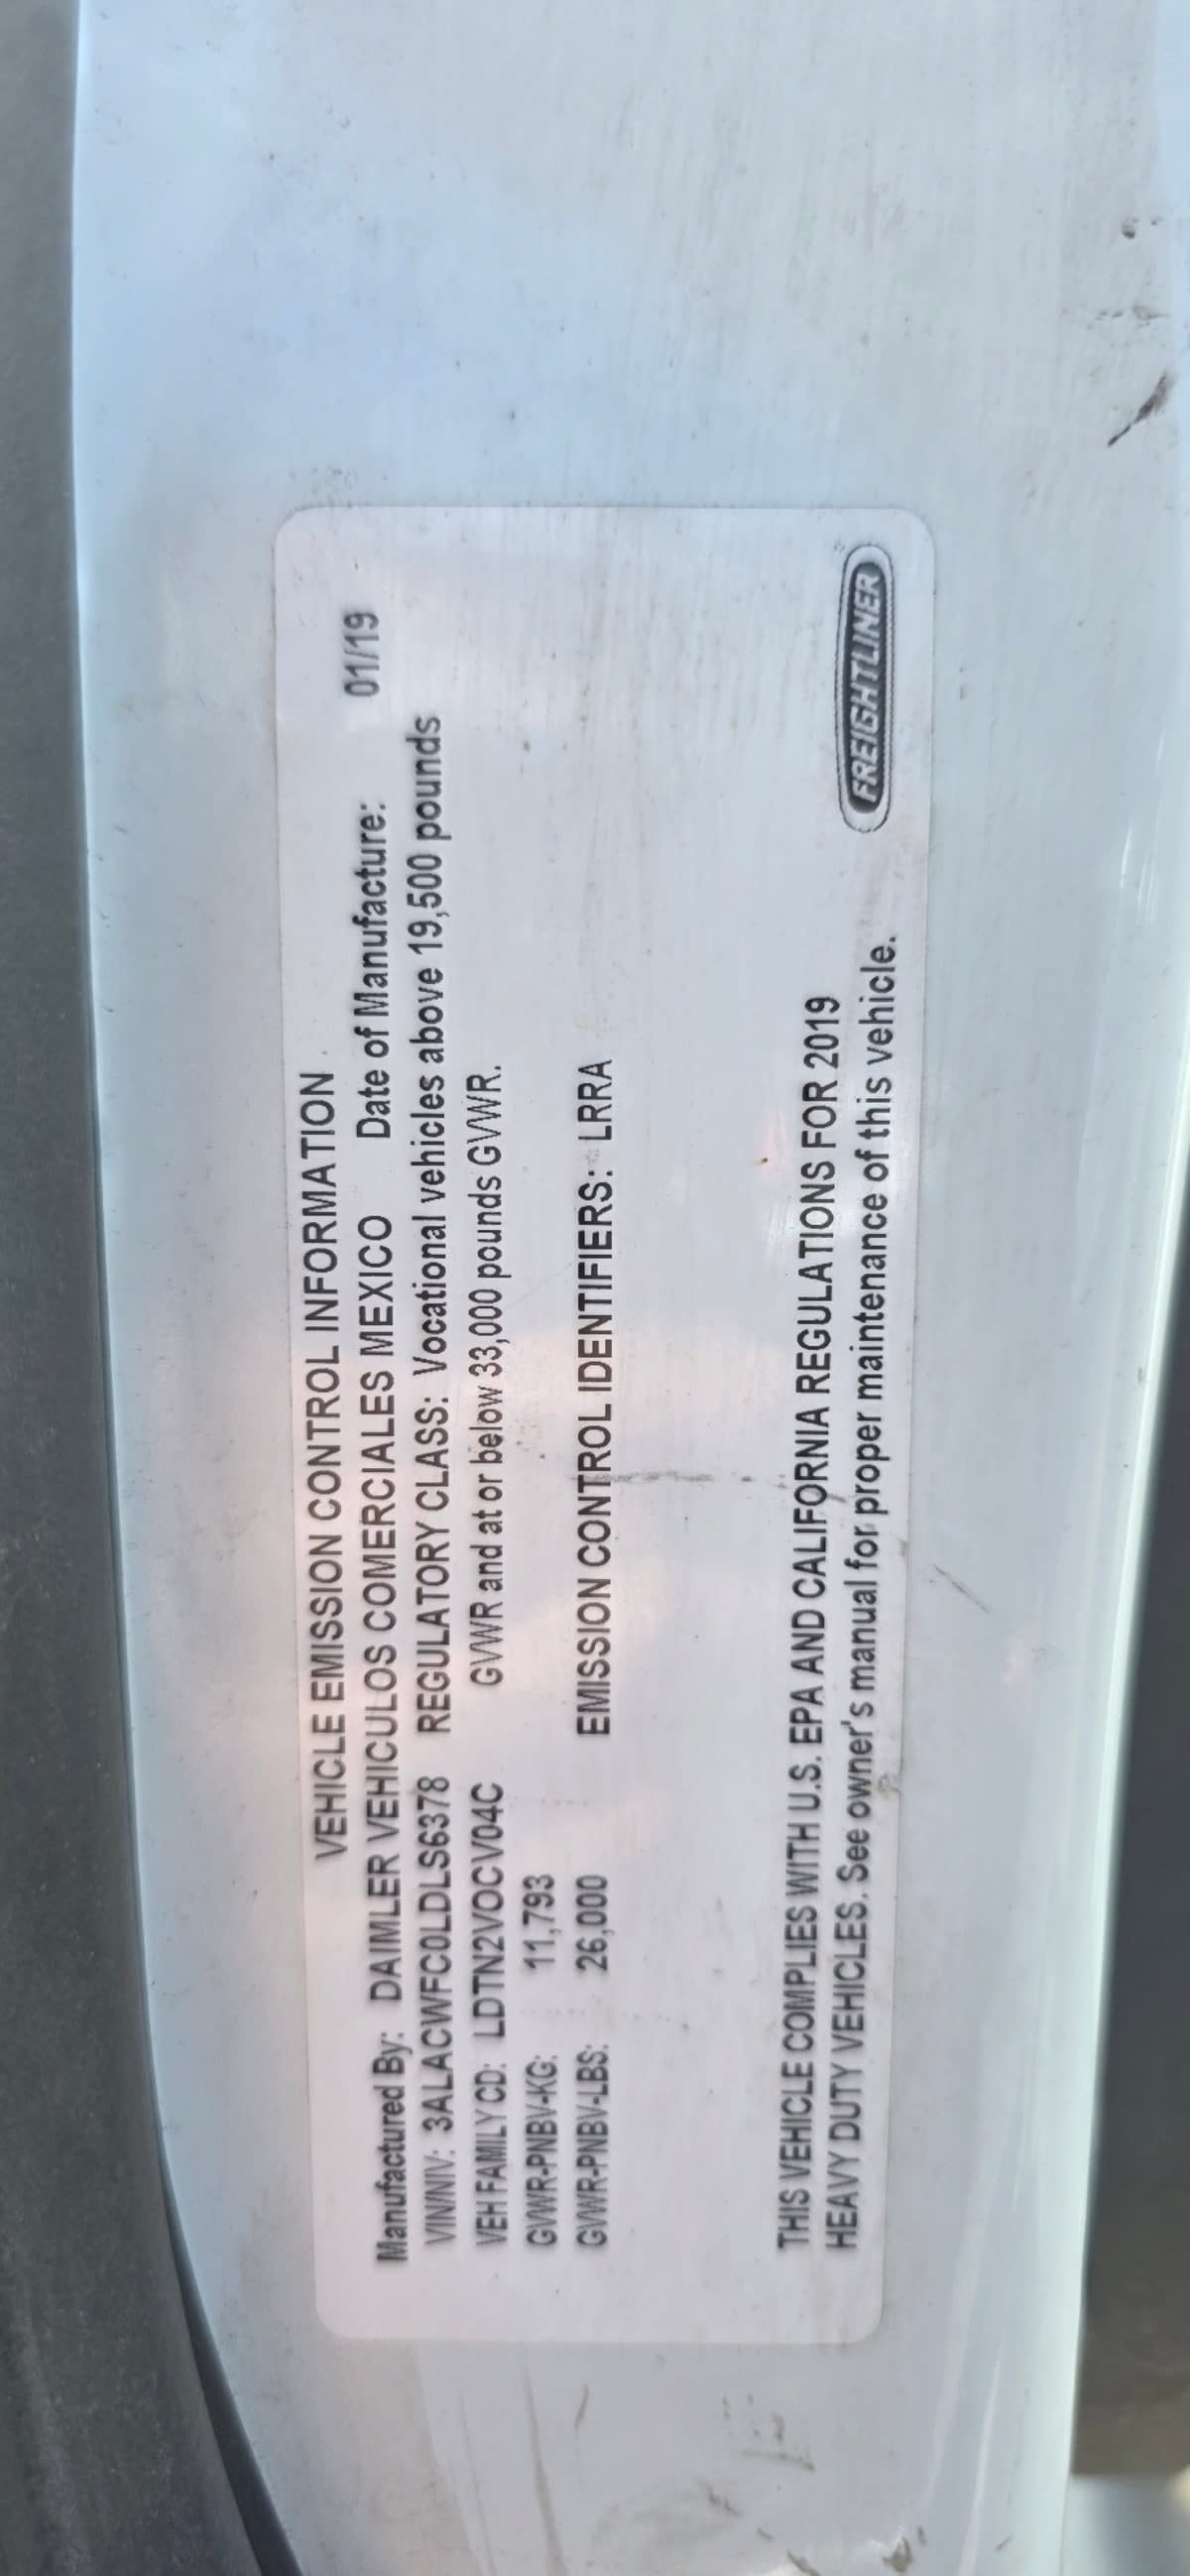 VEHICLE EMISSION CONTROL INFORMATION
Manufactured By: DAIMLER VEHICULOS COMERCIALES MEXICO Date of Manufacture: 01/19
VIN/NIV: 3ALACWFC0LDLS6378 REGULATORY CLASS: Vocational vehicles above 19,500 pounds
VEH FAMILY CD: LDTN2VOCV04C GVWR and at or below 33,000 pounds GVWR.
GVWR-PNBV-KG: 11,793
GVWR-PNBV-LBS: 26,000 EMISSION CONTROL IDENTIFIERS: LRRA
THIS VEHICLE COMPLIES WITH U.S. EPA AND CALIFORNIA REGULATIONS FOR 2019
HEAVY DUTY VEHICLES. See owner's manual for proper maintenance of this vehicle.
FREIGHTLINER